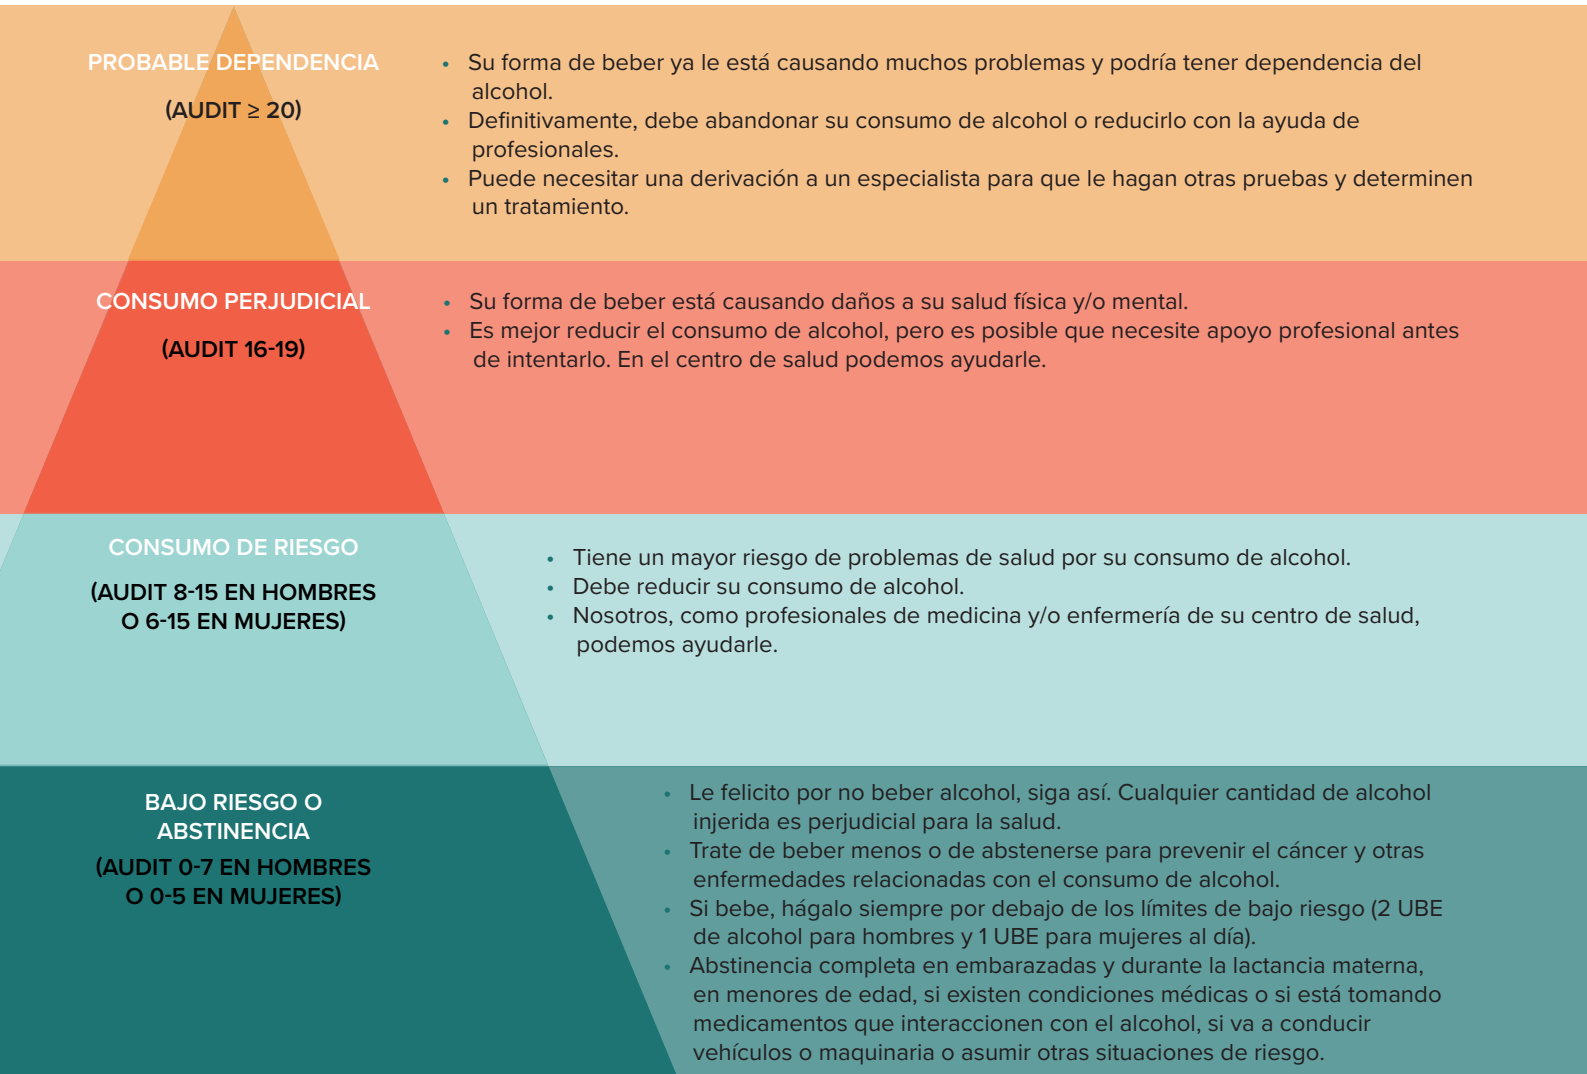 PROBABLE DEPENDENCIA
(AUDIT ≥ 20)
• Su forma de beber ya le está causando muchos problemas y podría tener dependencia del
alcohol.
• Definitivamente, debe abandonar su consumo de alcohol o reducirlo con la ayuda de
profesionales.
• Puede necesitar una derivación a un especialista para que le hagan otras pruebas y determinen
un tratamiento.
CONSUMO PERJUDICIAL
(AUDIT 16-19)
• Su forma de beber está causando daños a su salud física y/o mental.
• Es mejor reducir el consumo de alcohol, pero es posible que necesite apoyo profesional antes
de intentarlo. En el centro de salud podemos ayudarle.
CONSUMO DE RIESGO
(AUDIT 8-15 EN HOMBRES
O 6-15 EN MUJERES)
• Tiene un mayor riesgo de problemas de salud por su consumo de alcohol.
• Debe reducir su consumo de alcohol.
• Nosotros, como profesionales de medicina y/o enfermería de su centro de salud,
podemos ayudarle.
BAJO RIESGO O
ABSTINENCIA
(AUDIT 0-7 EN HOMBRES
O 0-5 EN MUJERES)
• Le felicito por no beber alcohol, siga así. Cualquier cantidad de alcohol
injerida es perjudicial para la salud.
• Trate de beber menos o de abstenerse para prevenir el cáncer y otras
enfermedades relacionadas con el consumo de alcohol.
• Si bebe, hágalo siempre por debajo de los límites de bajo riesgo (2 UBE
de alcohol para hombres y 1 UBE para mujeres al día).
• Abstinencia completa en embarazadas y durante la lactancia materna,
en menores de edad, si existen condiciones médicas o si está tomando
medicamentos que interaccionen con el alcohol, si va a conducir
vehículos o maquinaria o asumir otras situaciones de riesgo.